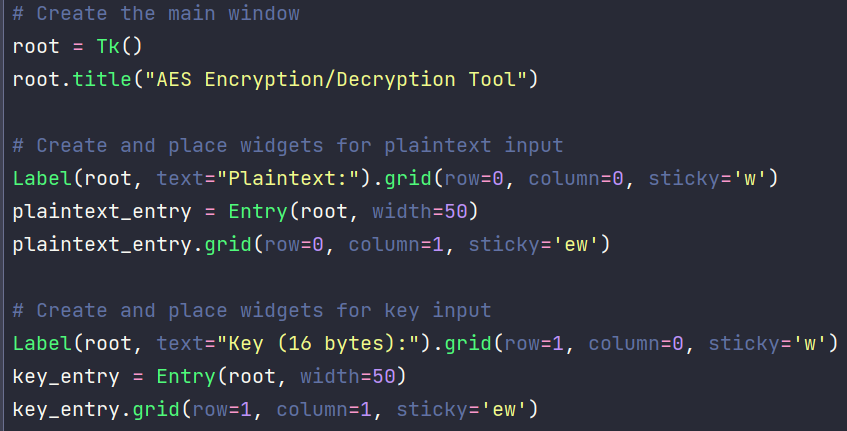 # Create the main window
root = Tk()
root.title("AES Encryption/Decryption Tool")
# Create and place widgets for plaintext input
Label(root, text="Plaintext:").grid(row=0, column=0, sticky='w')
plaintext_entry = Entry(root, width=50)
plaintext_entry.grid(row=0, column=1, sticky='ew')
# Create and place widgets for key input
Label(root, text="Key (16 bytes):").grid(row=1, column=0, sticky='w')
key_entry = Entry(root, width=50)
key_entry.grid(row=1, column=1, sticky='ew')